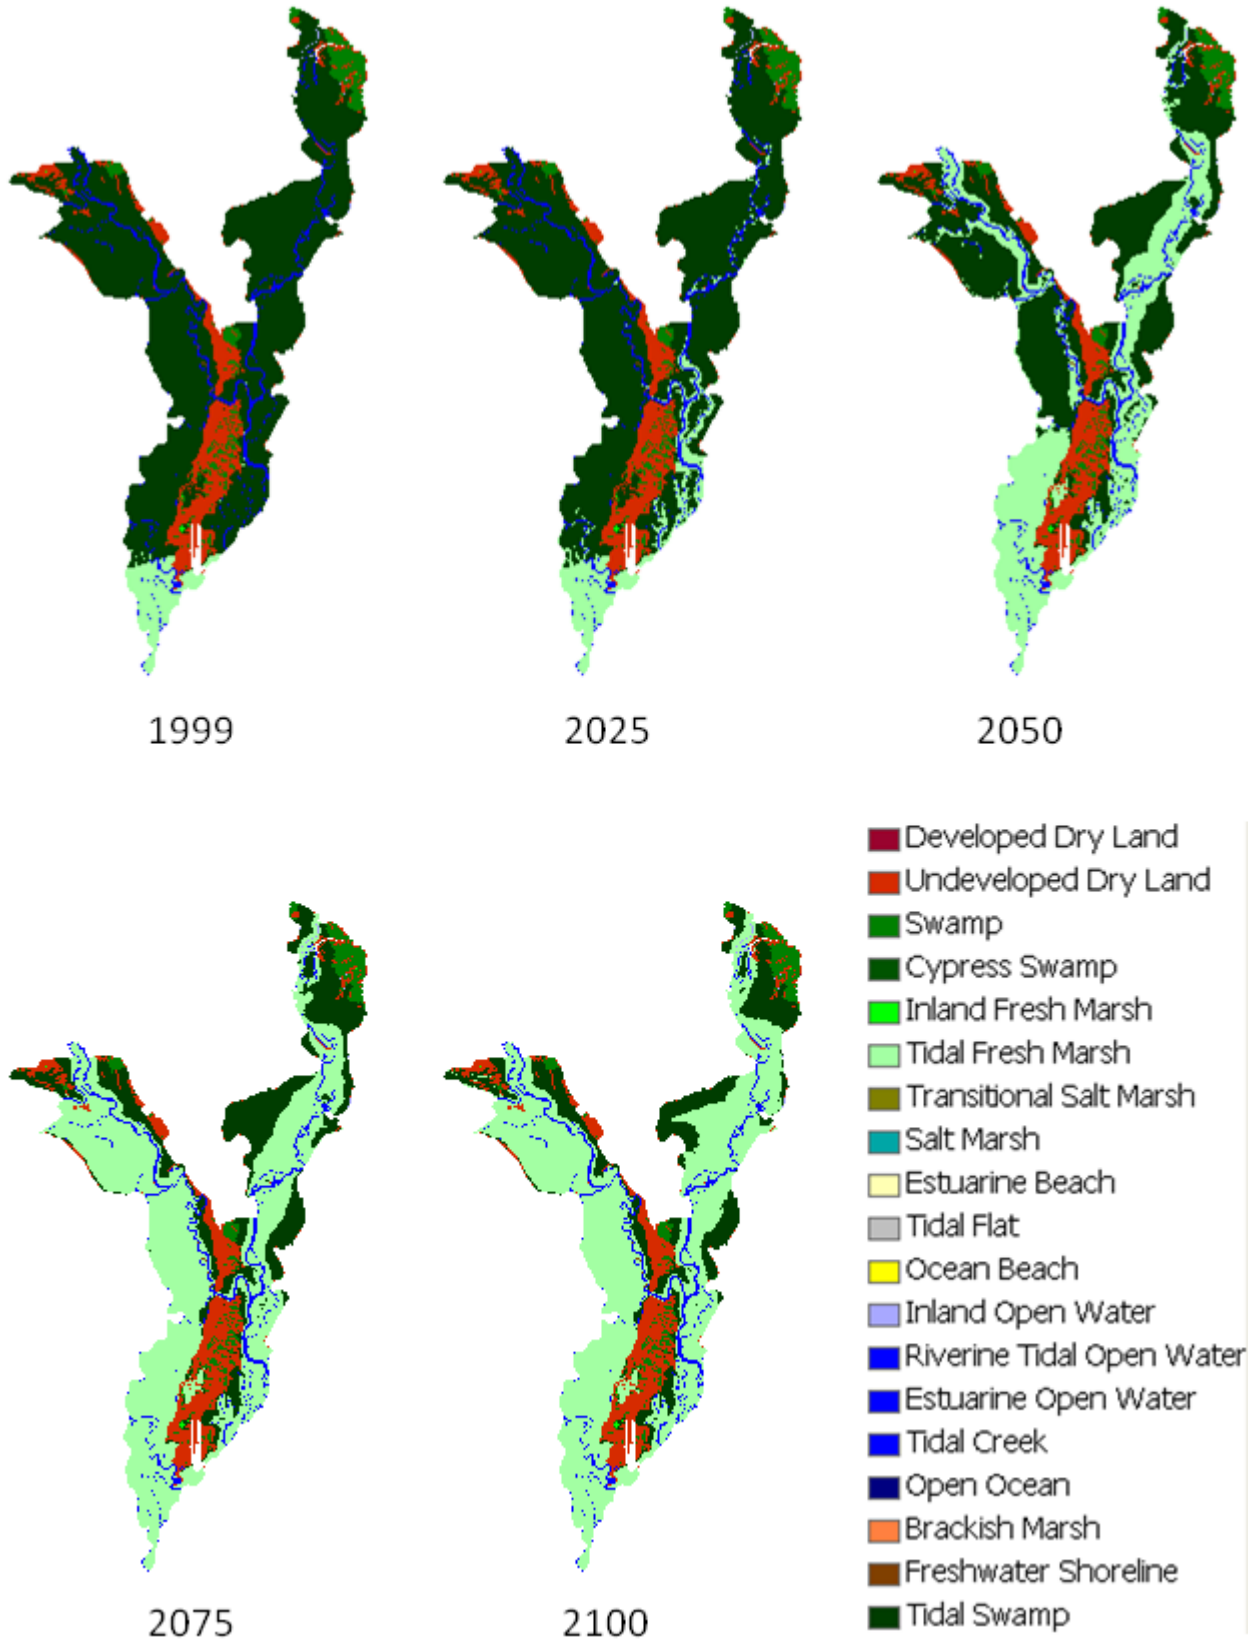 1999
2025
2050
Developed Dry Land
Undeveloped Dry Land
Swamp
Cypress Swamp
Inland Fresh Marsh
Tidal Fresh Marsh
Transitional Salt Marsh
Salt Marsh
Estuarine Beach
Tidal Flat
Ocean Beach
Inland Open Water
Riverine Tidal Open Water
Estuarine Open Water
Tidal Creek
Open Ocean
Brackish Marsh
Freshwater Shoreline
Tidal Swamp
2075
2100